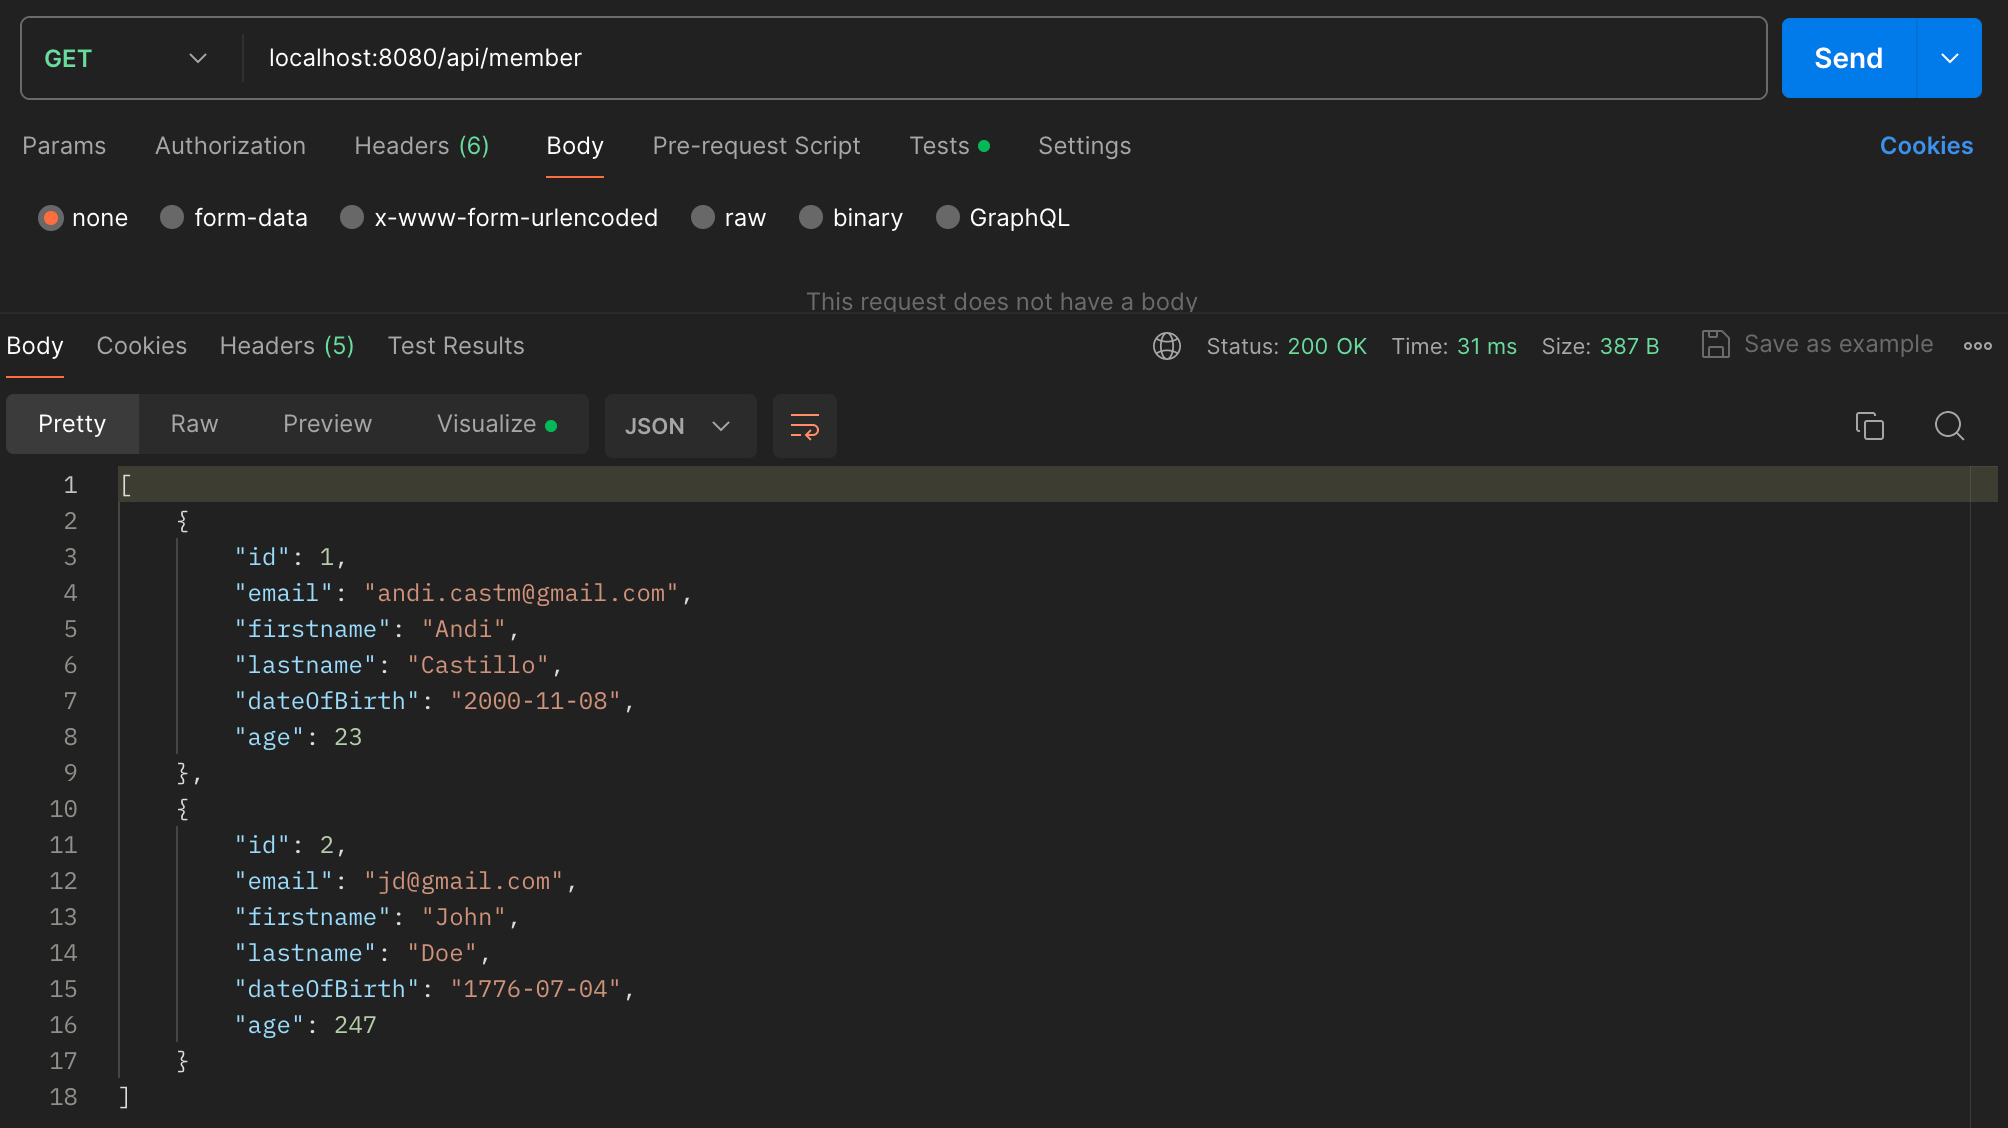 GET localhost:8080/api/member Send
Params Authorization Headers (6) Body Pre-request Script Tests Settings Cookies
none form-data x-www-form-urlencoded raw binary GraphQL
This request does not have a body
Body Cookies Headers (5) Test Results Status: 200 OK Time: 31 ms Size: 387 B Save as example
Pretty Raw Preview Visualize JSON
1 [
2 {
3 "id": 1,
4 "email": "andi.castm@gmail.com",
5 "firstname": "Andi",
6 "lastname": "Castillo",
7 "dateOfBirth": "2000-11-08",
8 "age": 23
9 },
10 {
11 "id": 2,
12 "email": "jd@gmail.com",
13 "firstname": "John",
14 "lastname": "Doe",
15 "dateOfBirth": "1776-07-04",
16 "age": 247
17 }
18 ]